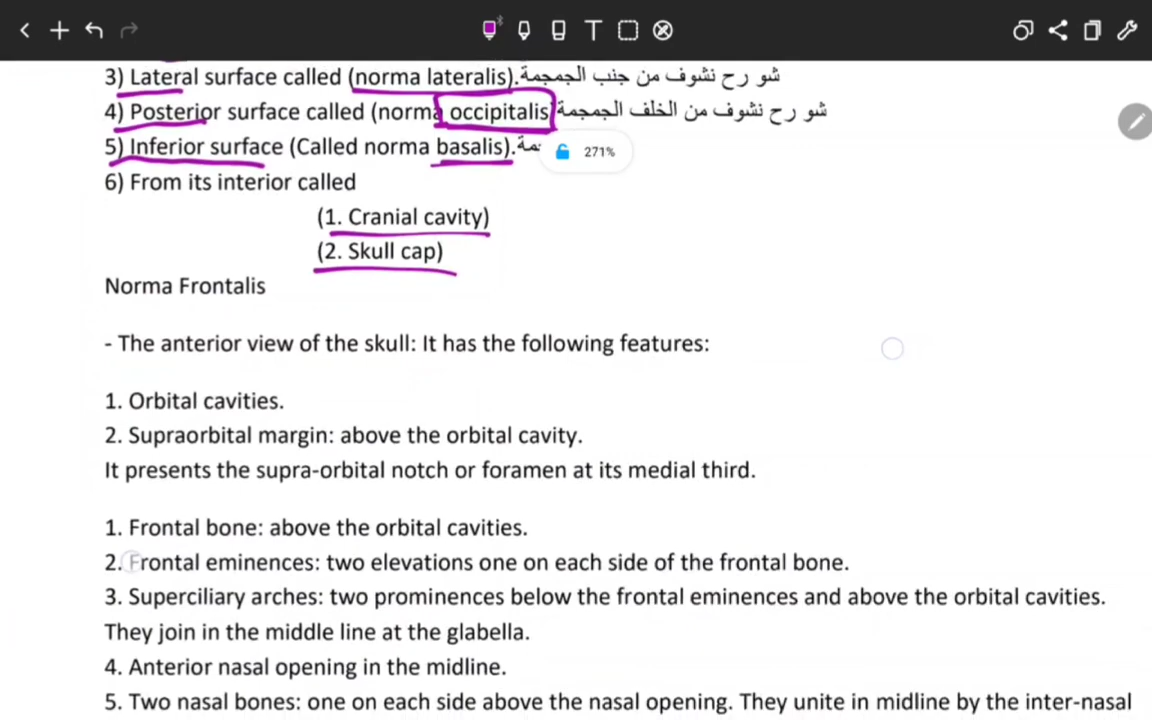 3) Lateral surface called (norma lateralis).شو رح نشوف من جنب الجمجمة
4) Posterior surface called (norma occipitalis) شو رح نشوف من الخلف الجمجمة
5) Inferior surface (Called norma basalis).
271%
6) From its interior called
(1. Cranial cavity)
(2. Skull cap)
Norma Frontalis
- The anterior view of the skull: It has the following features:
1. Orbital cavities.
2. Supraorbital margin: above the orbital cavity.
It presents the supra-orbital notch or foramen at its medial third.
1. Frontal bone: above the orbital cavities.
2. Frontal eminences: two elevations one on each side of the frontal bone.
3. Superciliary arches: two prominences below the frontal eminences and above the orbital cavities.
They join in the middle line at the glabella.
4. Anterior nasal opening in the midline.
5. Two nasal bones: one on each side above the nasal opening. They unite in midline by the inter-nasal